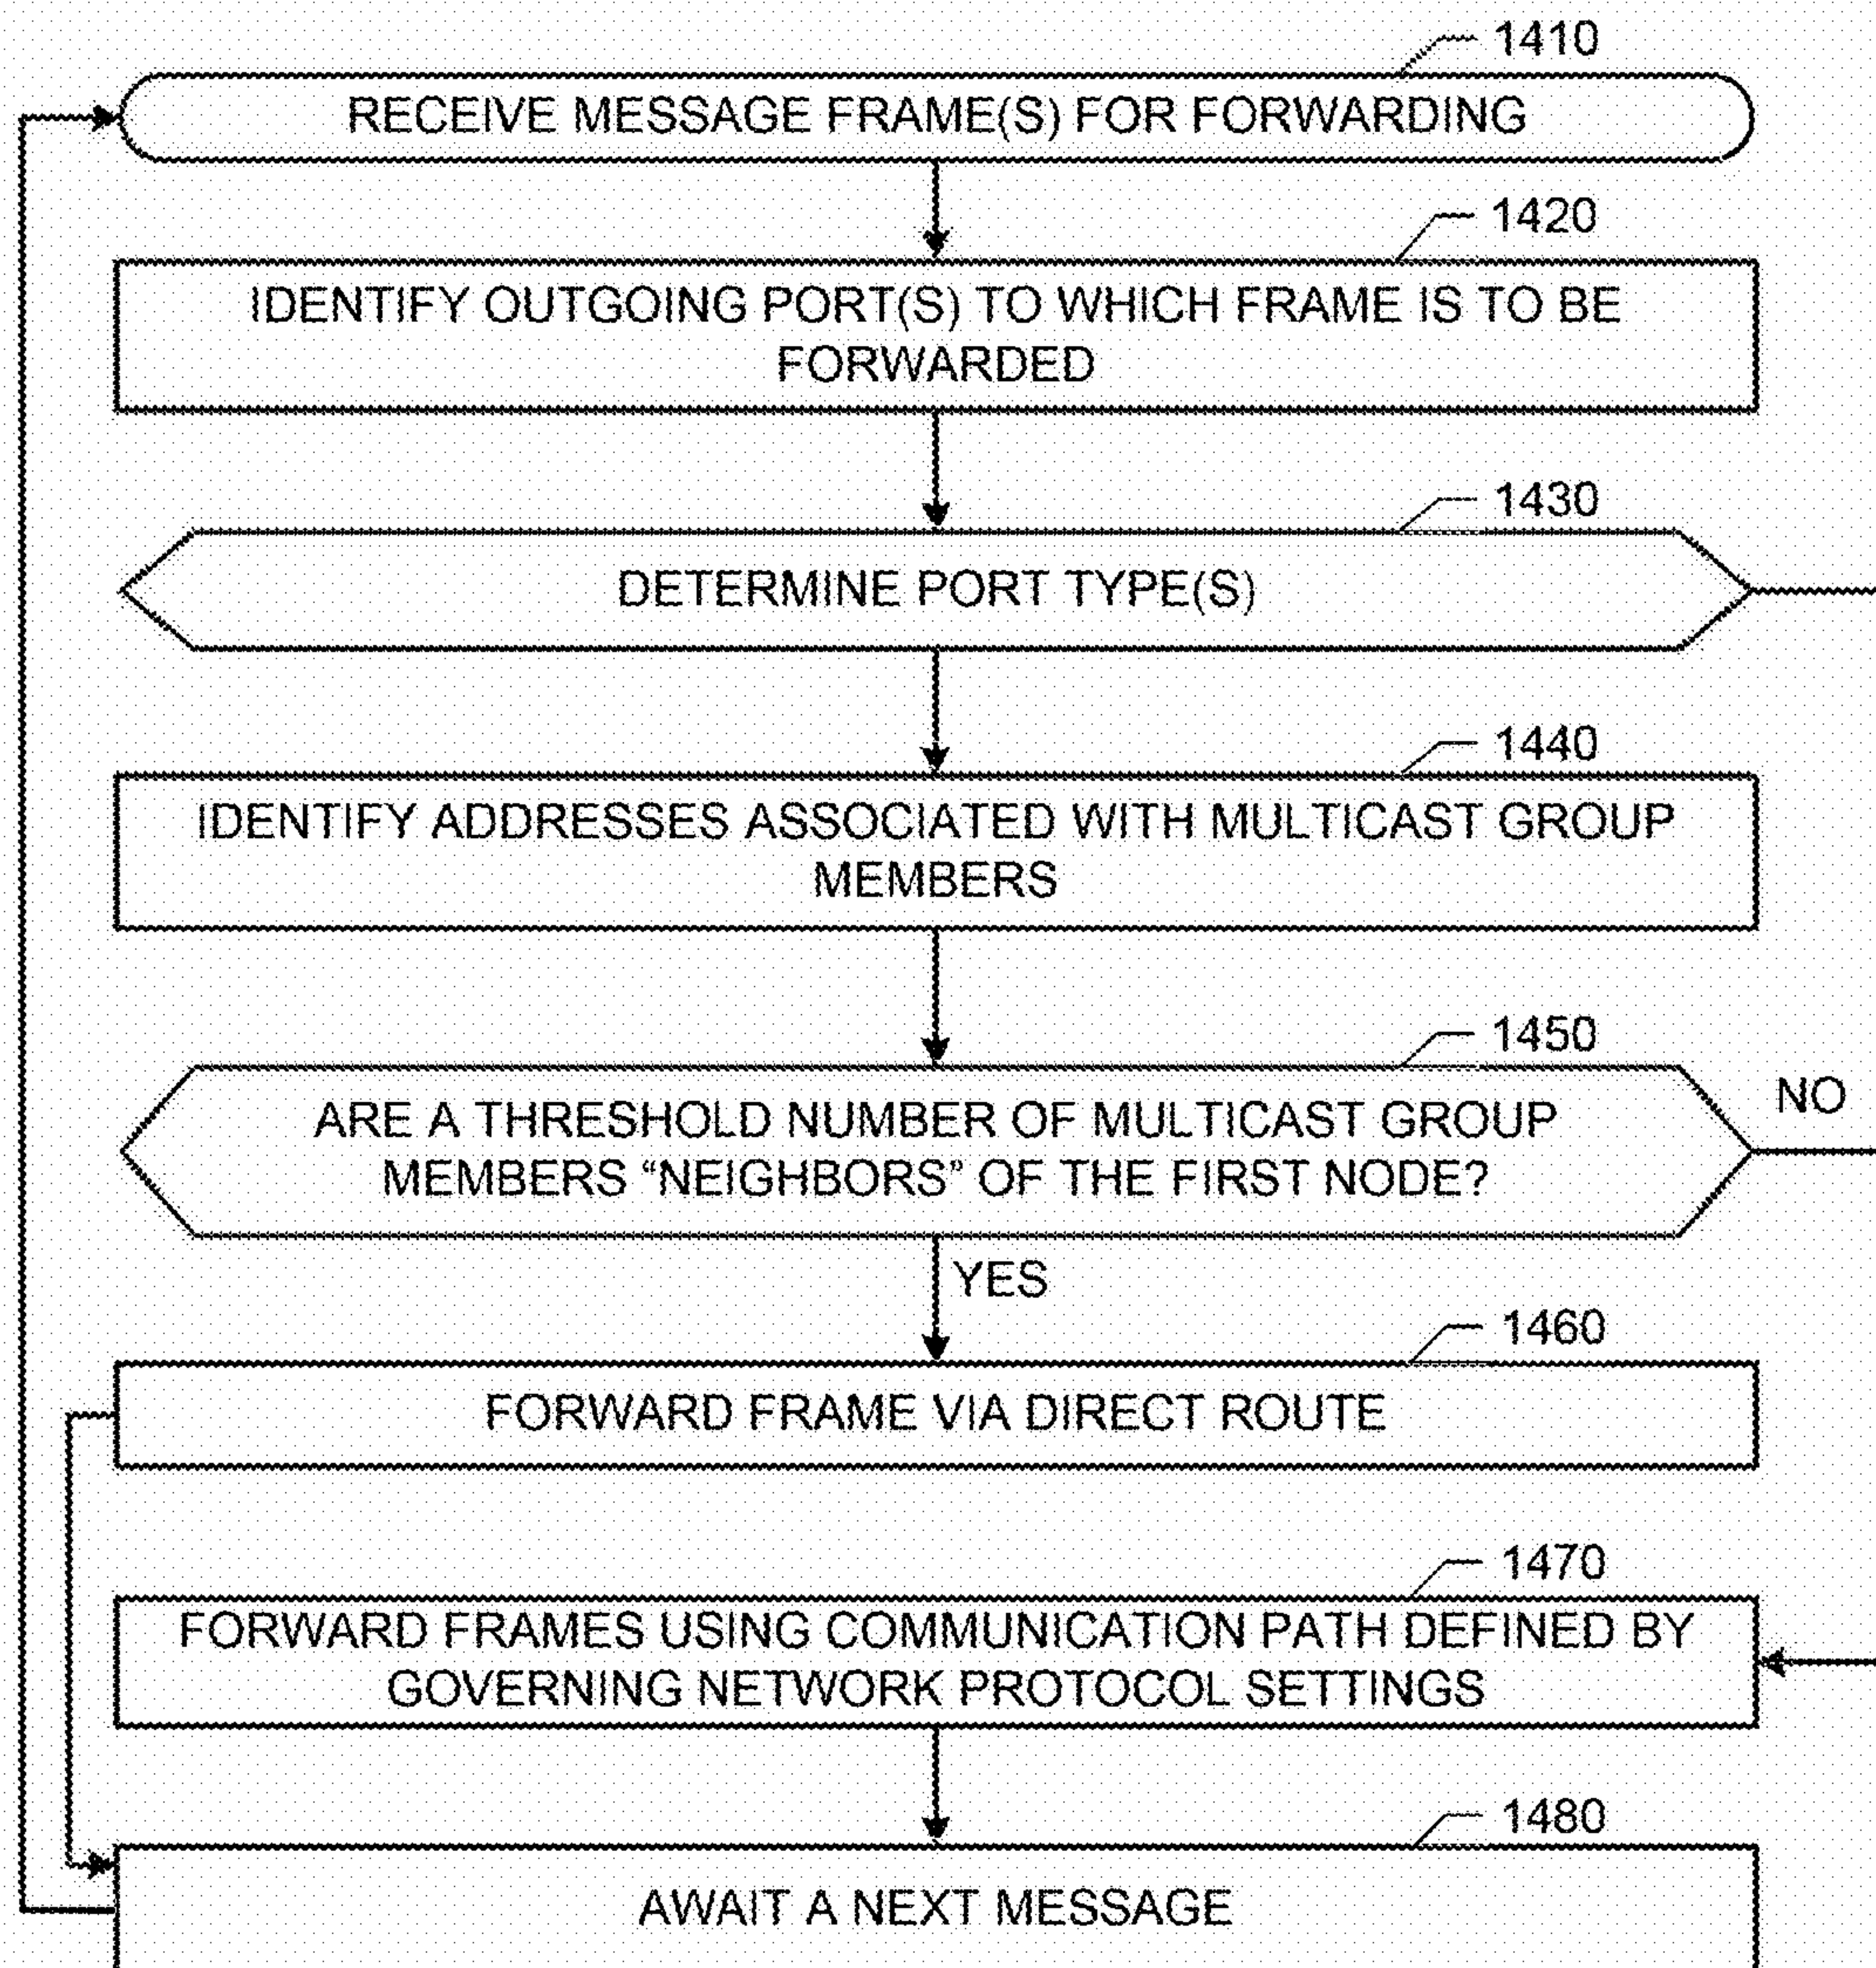 1410
RECEIVE MESSAGE FRAME(S) FOR FORWARDING
1420
IDENTIFY OUTGOING PORT(S) TO WHICH FRAME IS TO BE
FORWARDED
1430
DETERMINE PORT TYPE(S)
1440
IDENTIFY ADDRESSES ASSOCIATED WITH MULTICAST GROUP
MEMBERS
1450
ARE A THRESHOLD NUMBER OF MULTICAST GROUP
MEMBERS “NEIGHBORS” OF THE FIRST NODE?
NO
YES
1460
FORWARD FRAME VIA DIRECT ROUTE
1470
FORWARD FRAMES USING COMMUNICATION PATH DEFINED BY
GOVERNING NETWORK PROTOCOL SETTINGS
1480
AWAIT A NEXT MESSAGE